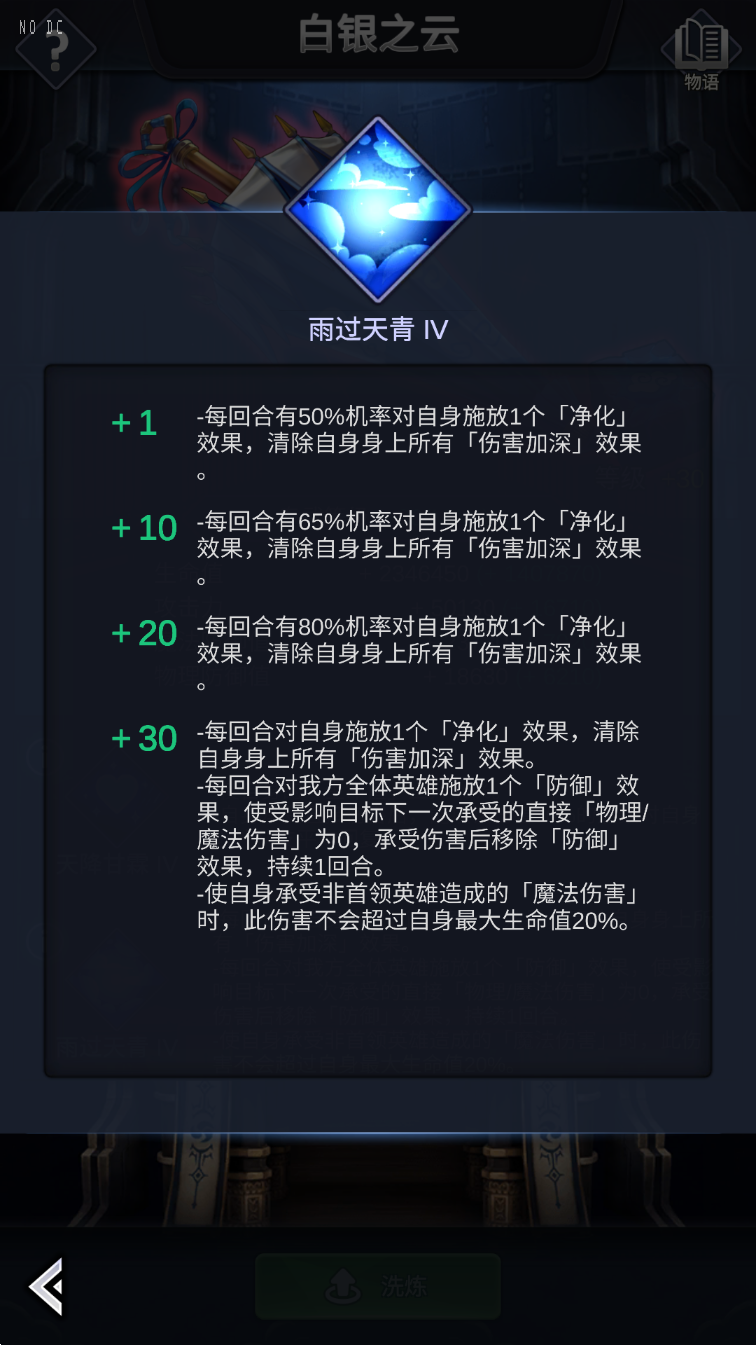 NO DC
白银之云
物语
雨过天青 IV
+1
-每回合有50%机率对自身施放1个「净化」
效果，清除自身身上所有「伤害加深」效果
。
+10
-每回合有65%机率对自身施放1个「净化」
效果，清除自身身上所有「伤害加深」效果
。
+20
-每回合有80%机率对自身施放1个「净化」
效果，清除自身身上所有「伤害加深」效果
。
+30
-每回合对自身施放1个「净化」效果，清除
自身身上所有「伤害加深」效果。
-每回合对我方全体英雄施放1个「防御」效
果，使受影响目标下一次承受的直接「物理/
魔法伤害」为0，承受伤害后移除「防御」
效果，持续1回合。
-使自身承受非首领英雄造成的「魔法伤害」
时，此伤害不会超过自身最大生命值20%。
洗炼